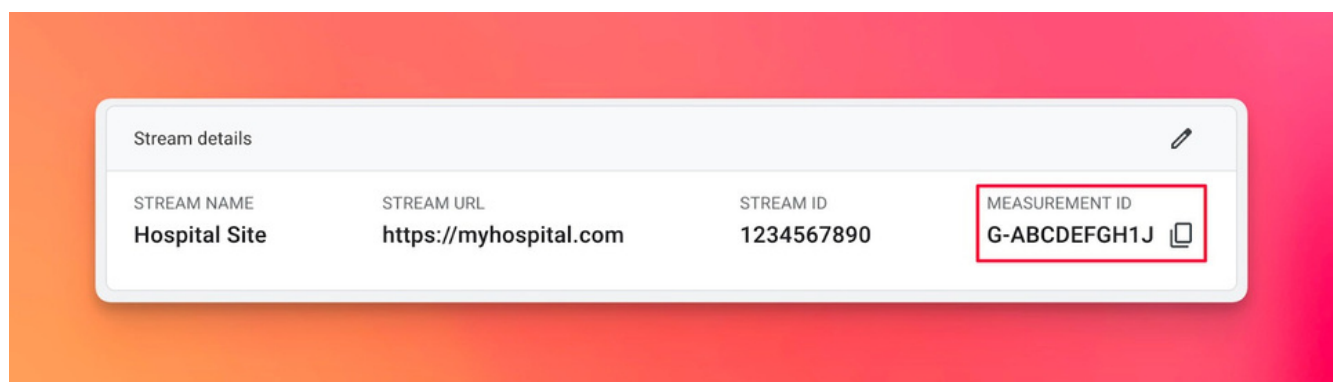 Stream details
STREAM NAME
Hospital Site
STREAM URL
https://myhospital.com
STREAM ID
1234567890
MEASUREMENT ID
G-ABCDEFGH1J